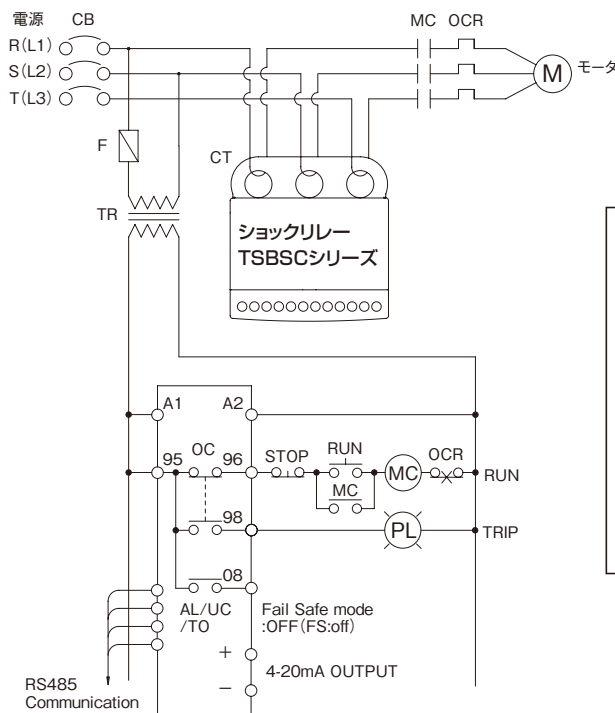 電源 CB MC OCR
R(L1)
S(L2) M モータ
T(L3)
F
CT
TR
ショックリレー
TSBSCシリーズ
A1 A2
95 OC 96 STOP RUN MC OCR RUN
MC
98 PL TRIP
08
AL/UC Fail Safe mode
/TO :OFF(FS:off)
+ 4-20mA OUTPUT
−
RS485
Communication